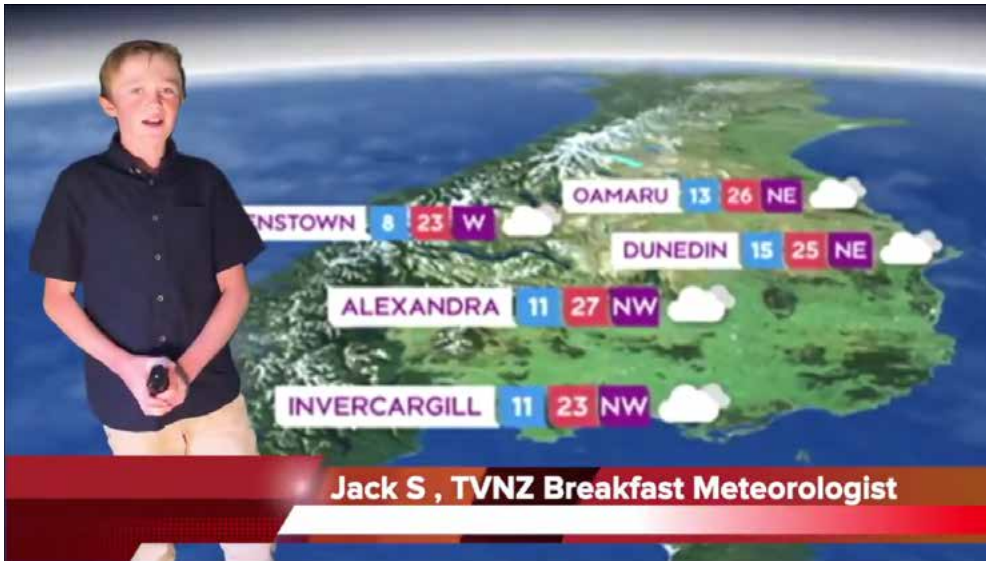 OAMARU 13 26 NE
ENSTOWN 8 23 W
DUNEDIN 15 25 NE
ALEXANDRA 11 27 NW
INVERCARGILL 11 23 NW
Jack S , TVNZ Breakfast Meteorologist